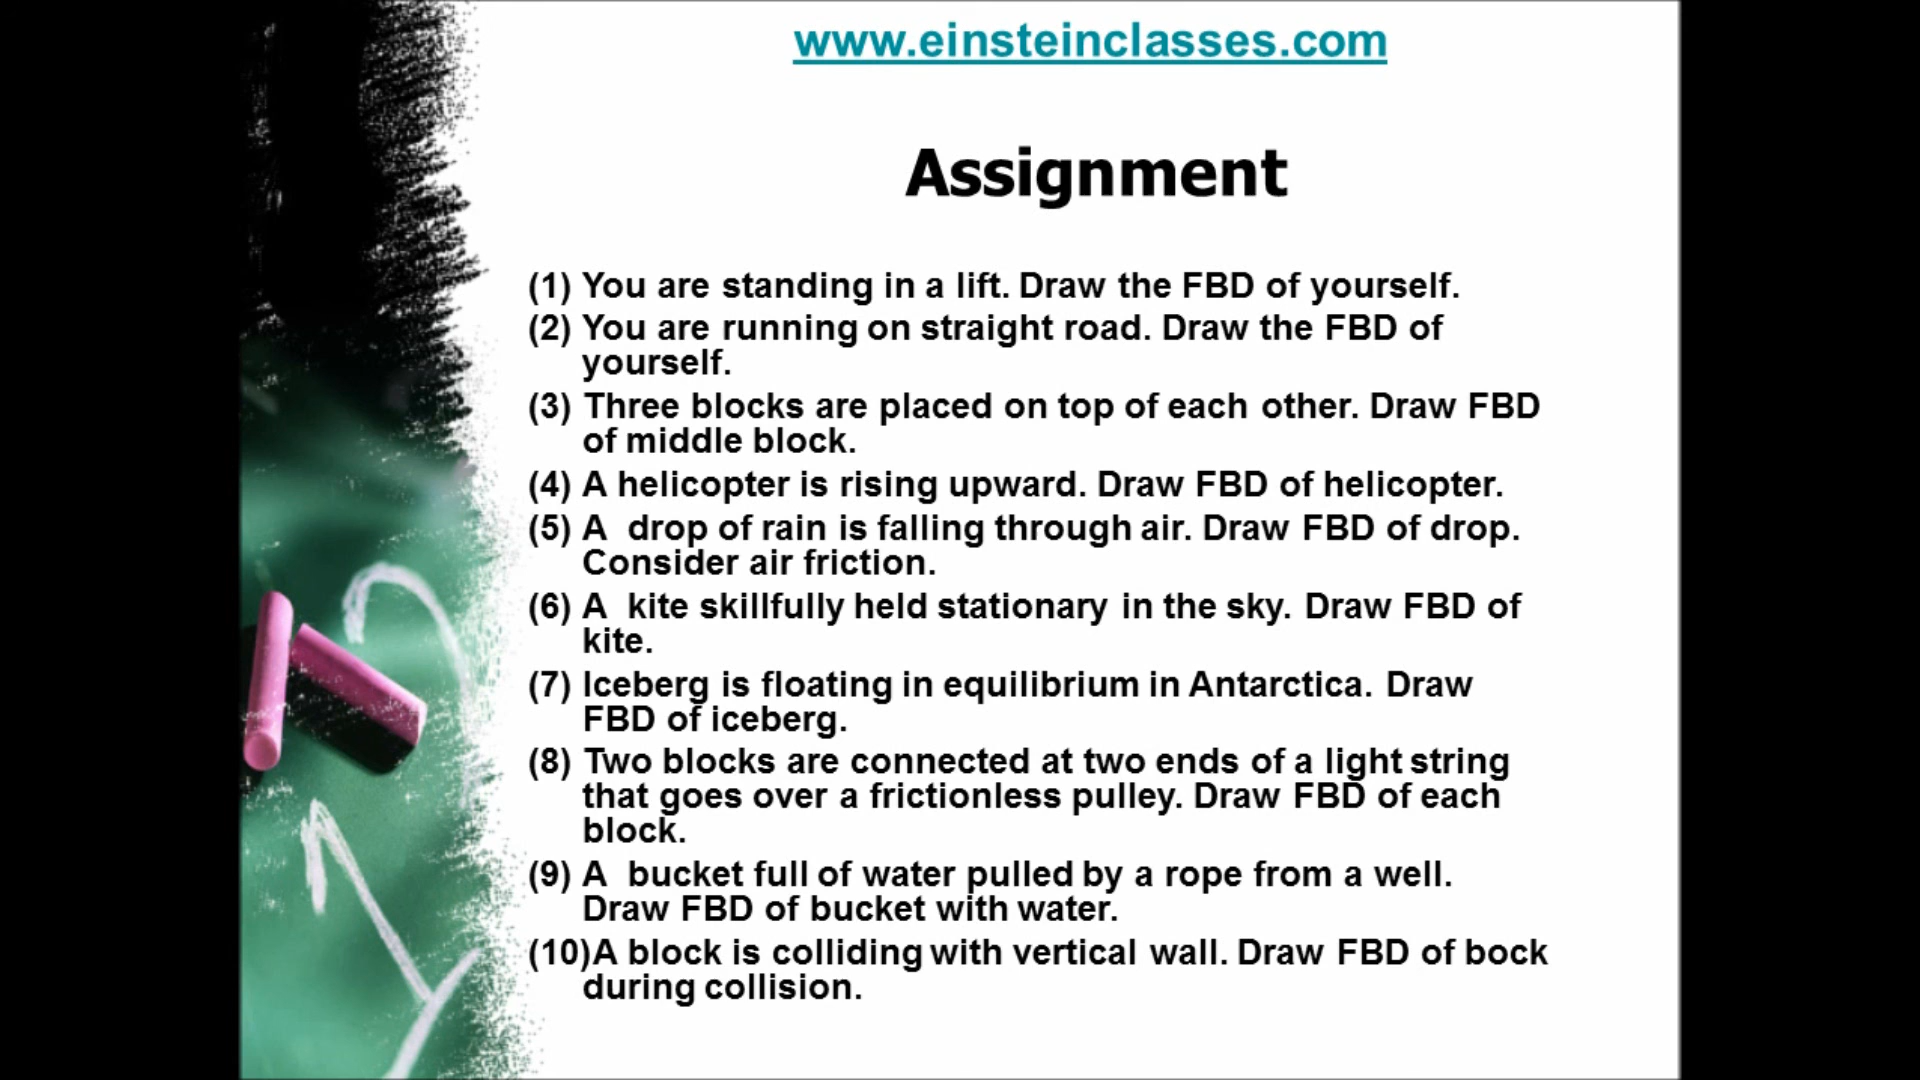 www.einsteinclasses.com
Assignment
(1) You are standing in a lift. Draw the FBD of yourself.
(2) You are running on straight road. Draw the FBD of
yourself.
(3) Three blocks are placed on top of each other. Draw FBD
of middle block.
(4) A helicopter is rising upward. Draw FBD of helicopter.
(5) A drop of rain is falling through air. Draw FBD of drop.
Consider air friction.
(6) A kite skillfully held stationary in the sky. Draw FBD of
kite.
(7) Iceberg is floating in equilibrium in Antarctica. Draw
FBD of iceberg.
(8) Two blocks are connected at two ends of a light string
that goes over a frictionless pulley. Draw FBD of each
block.
(9) A bucket full of water pulled by a rope from a well.
Draw FBD of bucket with water.
(10)A block is colliding with vertical wall. Draw FBD of bock
during collision.